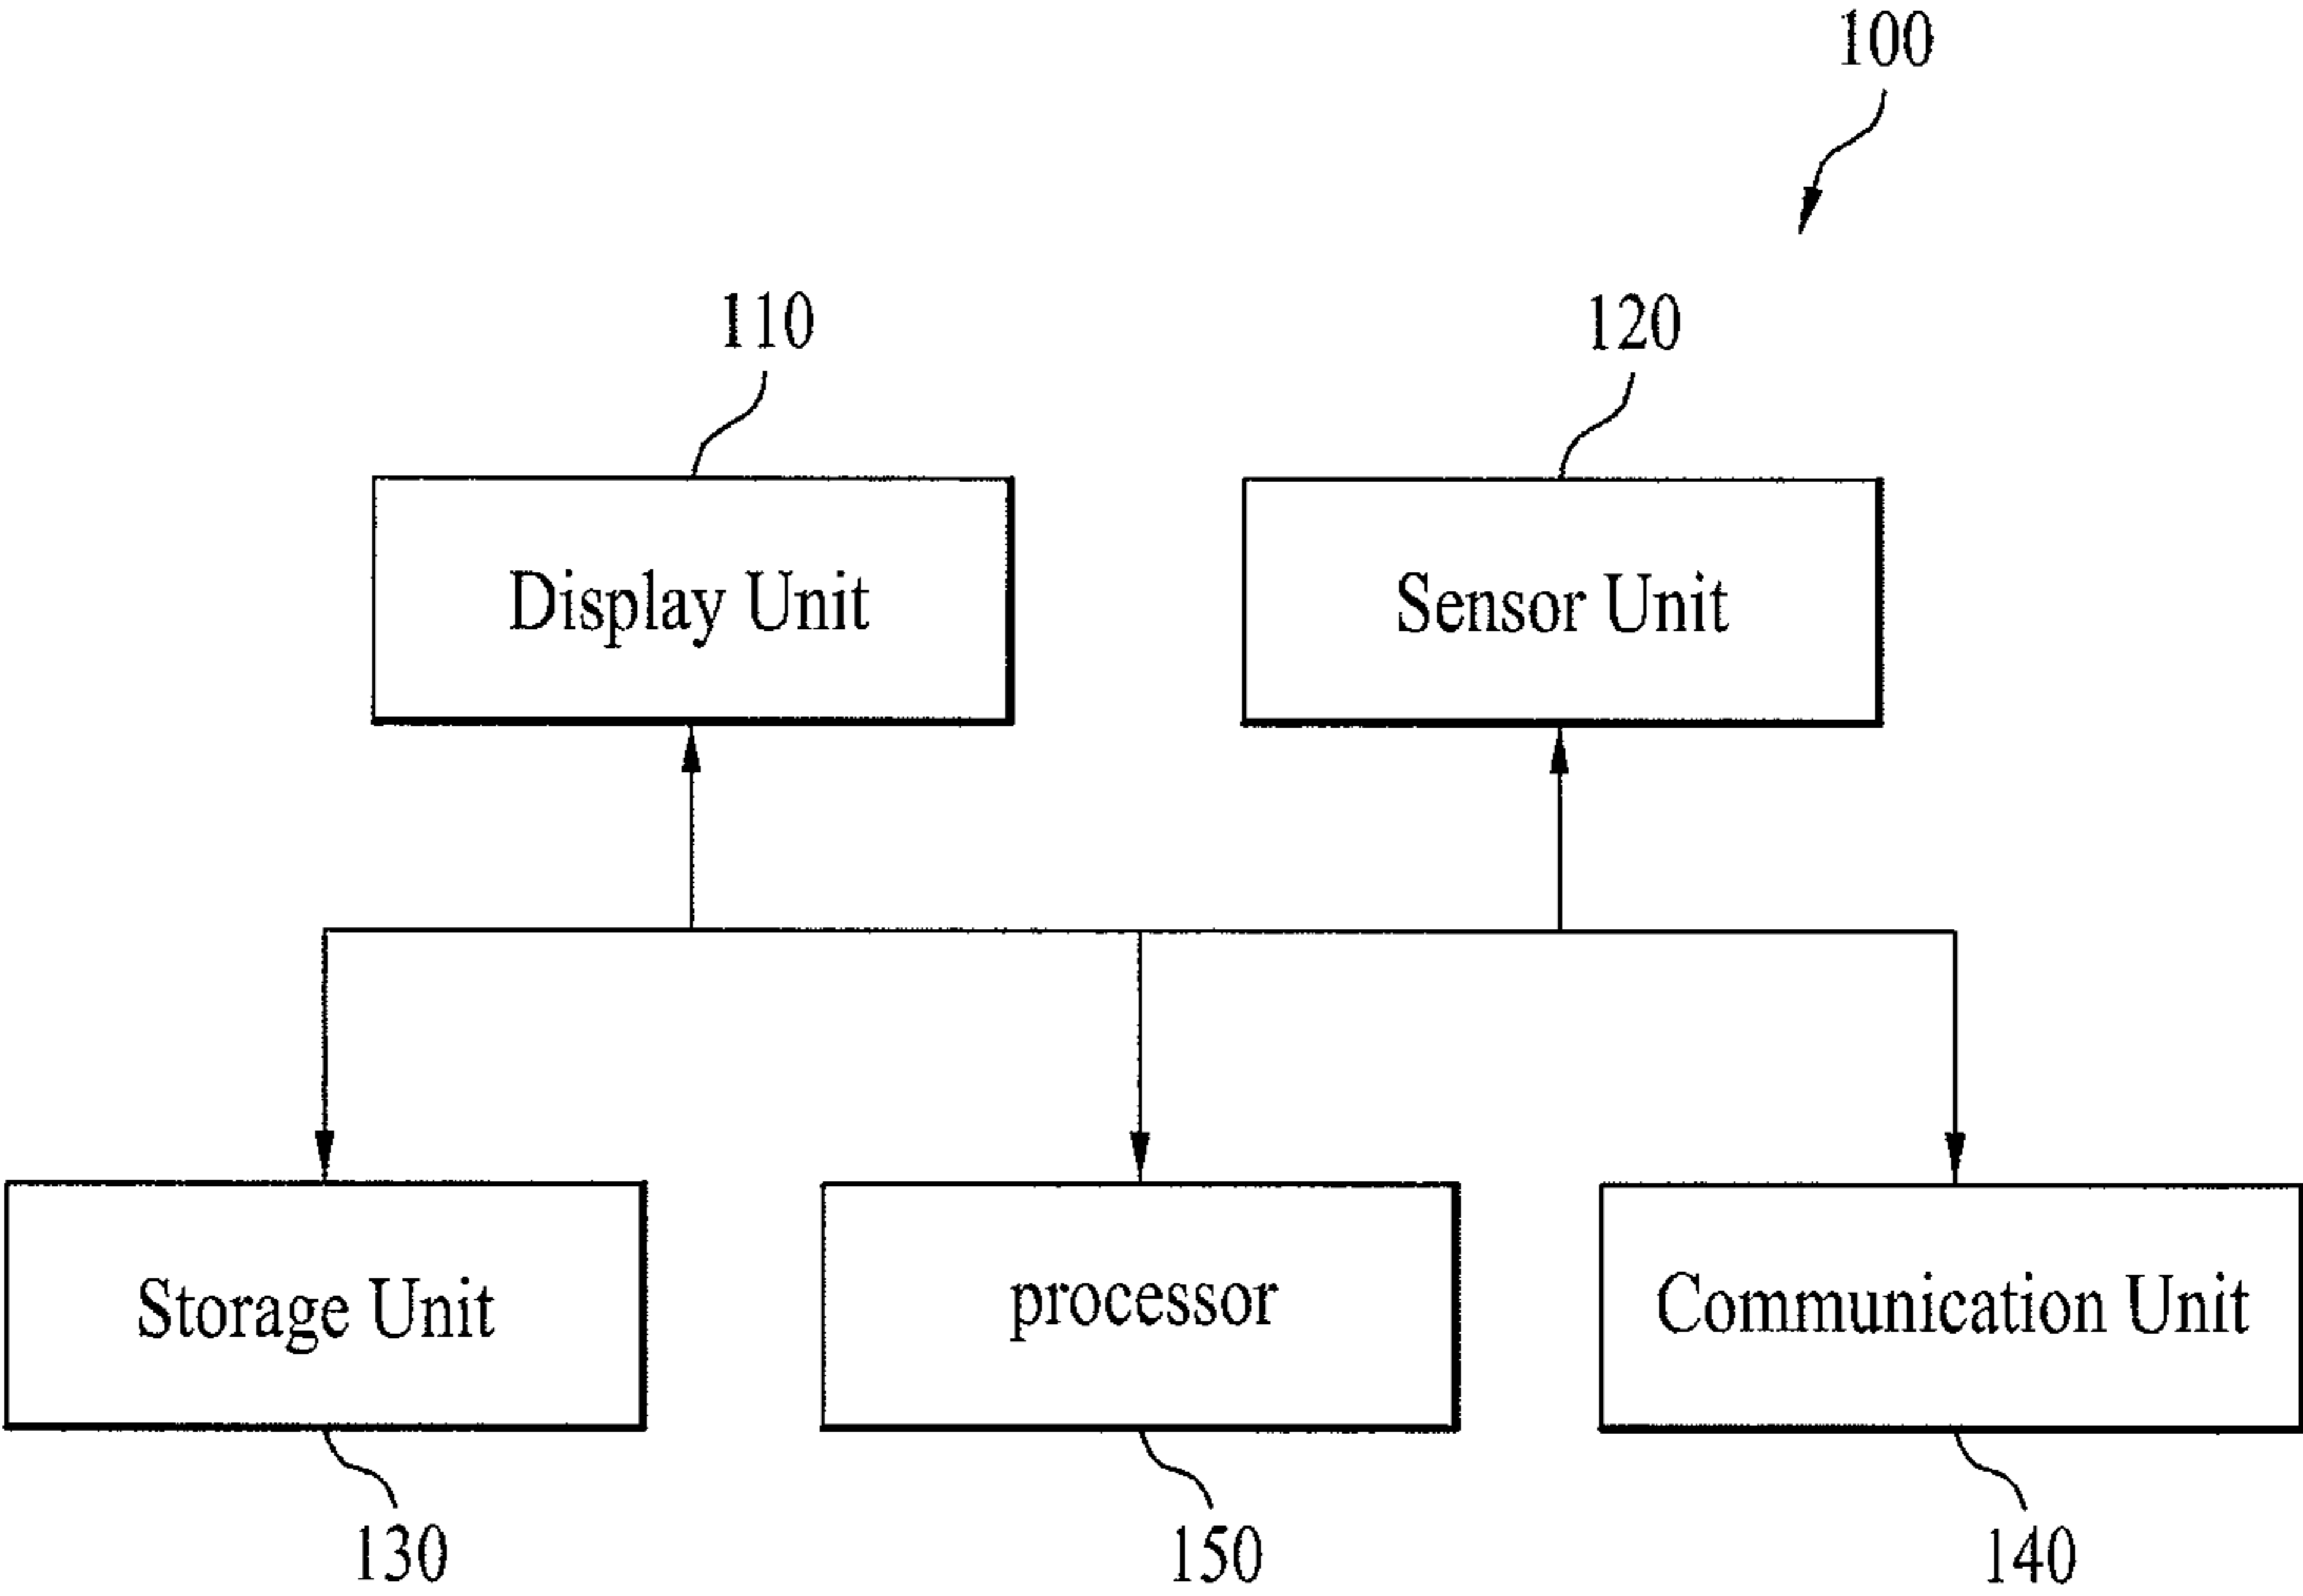 100
110
120
Display Unit
Sensor Unit
Storage Unit
processor
Communication Unit
130
150
140